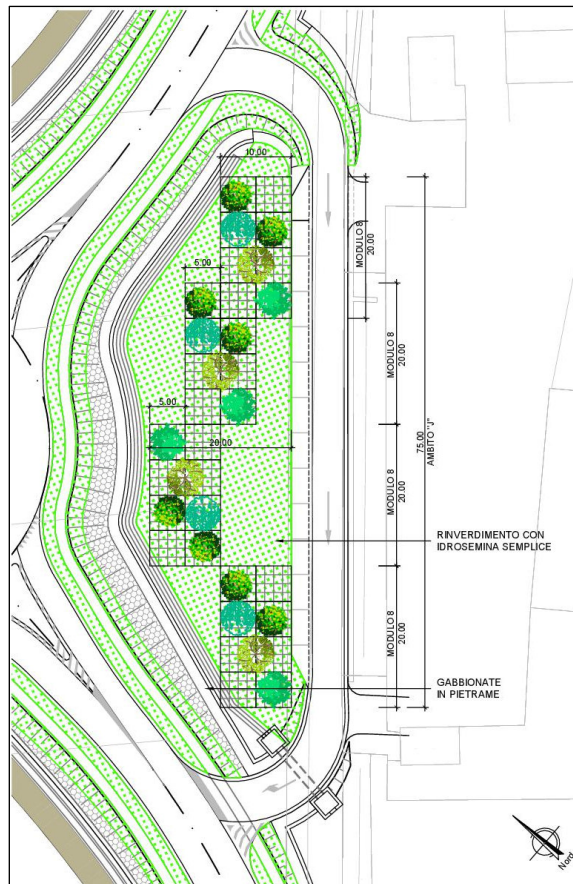 10.00
MODULO 8
20.00
5.00
MODULO 8
20.00
5.00
20.00
75.00
AMBITO "J"
MODULO 8
20.00
RINVERDIMENTO CON
IDROSEMINA SEMPLICE
MODULO 8
20.00
GABBIONATE
IN PIETRAME
Nord